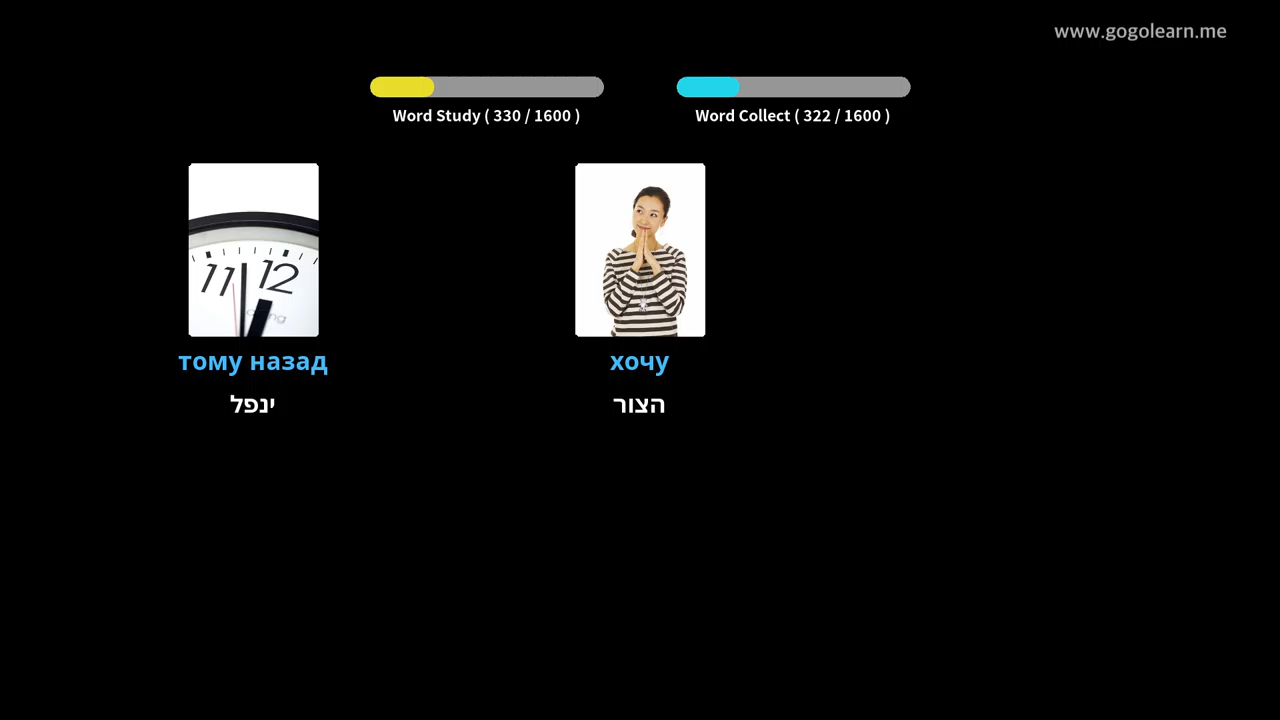 www.gogolearn.me
Word Study ( 330 / 1600 )
Word Collect ( 322 / 1600 )
тому назад
хочу
ינפל
הצור